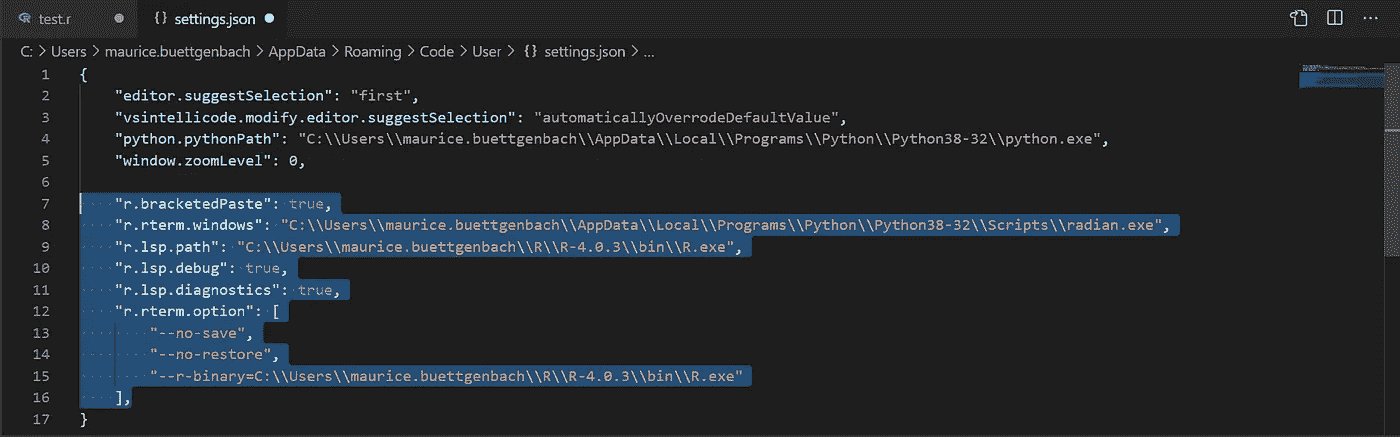 test.r
{} settings.json
C: > Users > maurice.buettgenbach > AppData > Roaming > Code > User > {} settings.json > ...
1 {
2 "editor.suggestSelection": "first",
3 "vsintellicode.modify.editor.suggestSelection": "automaticallyOverrodeDefaultValue",
4 "python.pythonPath": "C:\\Users\\maurice.buettgenbach\\AppData\\Local\\Programs\\Python\\Python38-32\\python.exe",
5 "window.zoomLevel": 0,
6
7 "r.bracketedPaste": true,
8 "r.rterm.windows": "C:\\Users\\maurice.buettgenbach\\AppData\\Local\\Programs\\Python\\Python38-32\\Scripts\\radian.exe",
9 "r.lsp.path": "C:\\Users\\maurice.buettgenbach\\R\\R-4.0.3\\bin\\R.exe",
10 "r.lsp.debug": true,
11 "r.lsp.diagnostics": true,
12 "r.rterm.option": [
13 "--no-save",
14 "--no-restore",
15 "--r-binary=C:\\Users\\maurice.buettgenbach\\R\\R-4.0.3\\bin\\R.exe"
16 ],
17 }